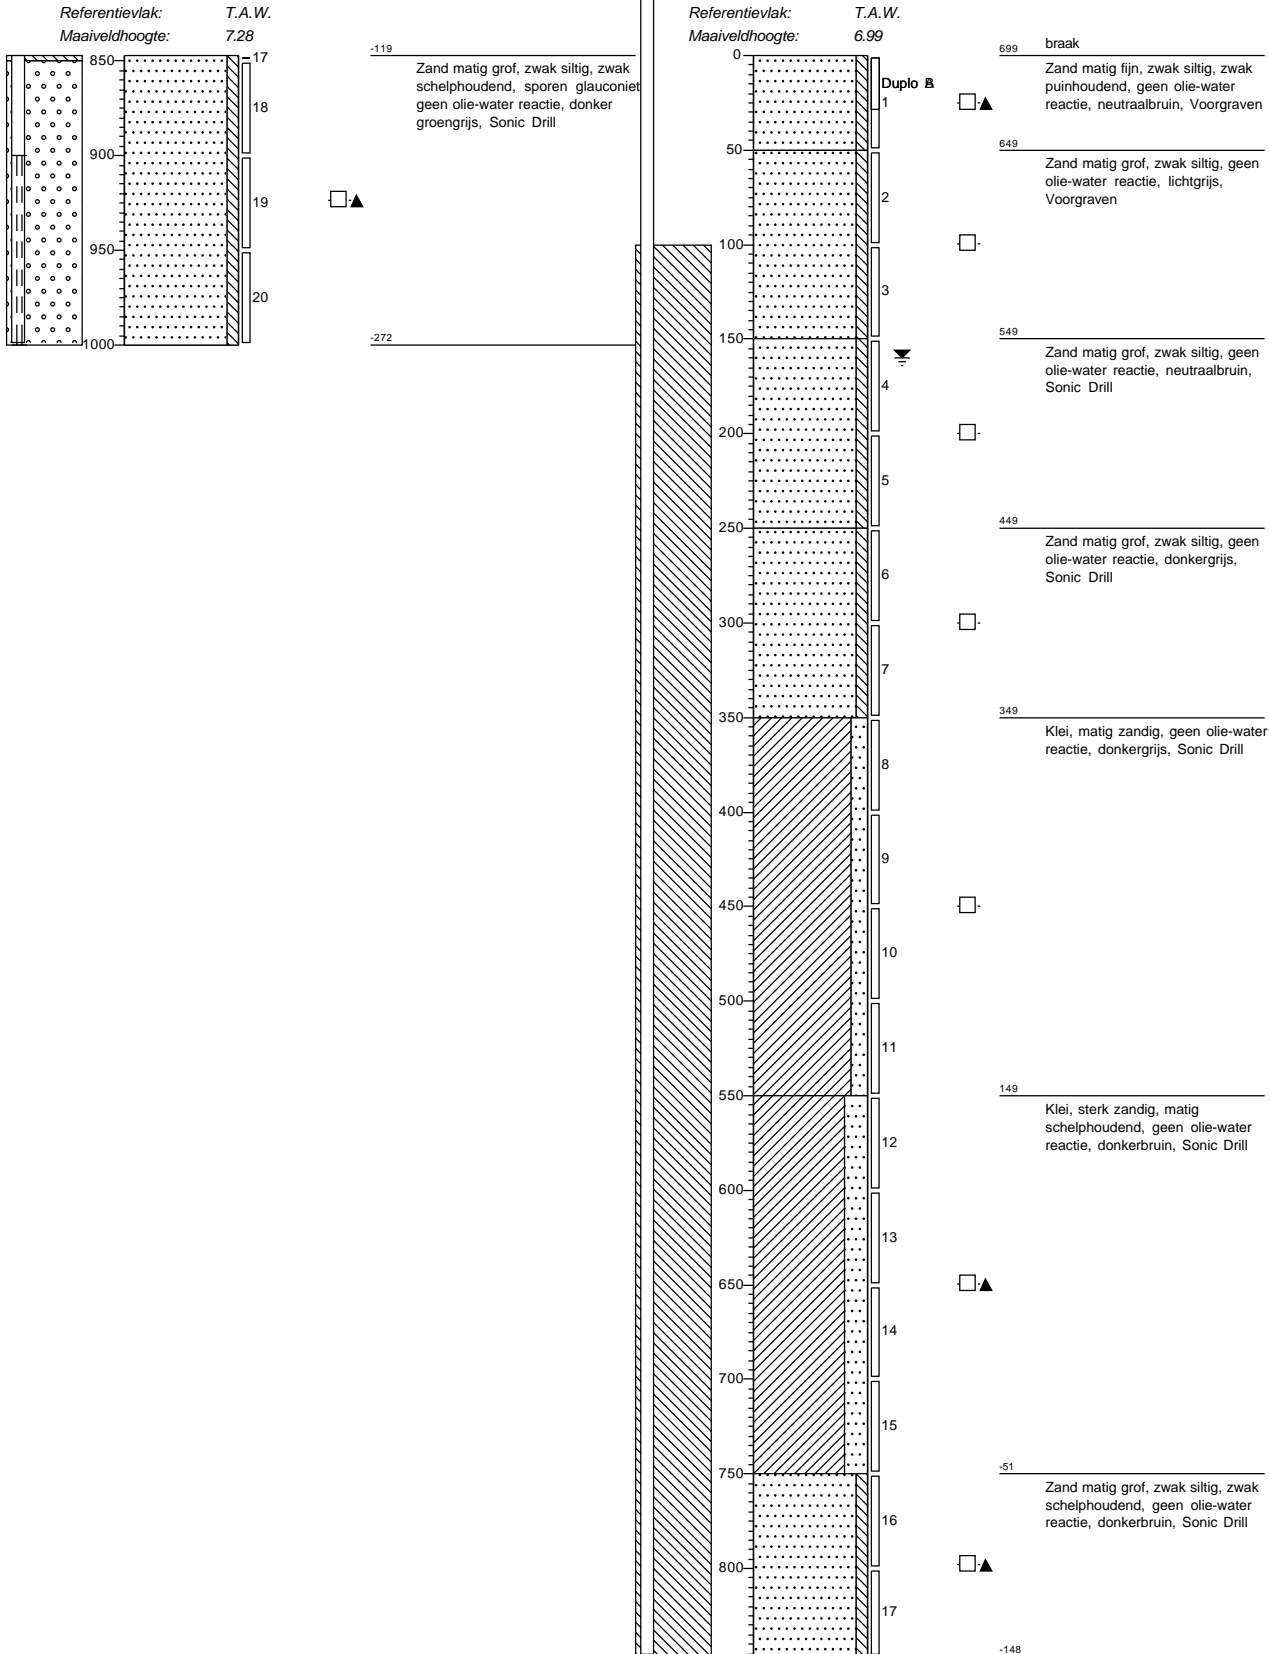 Referentievlak: T.A.W.
Maaiveldhoogte: 7.28
850
900
950
1000
17
18
19
20
-119
Zand matig grof, zwak siltig, zwak
schelphoudend, sporen glauconiet
geen olie-water reactie, donker
groengrijs, Sonic Drill
-272
Referentievlak: T.A.W.
Maaiveldhoogte: 6.99
0
50
100
150
200
250
300
350
400
450
500
550
600
650
700
750
800
Duplo
1
2
3
4
5
6
7
8
9
10
11
12
13
14
15
16
17
699
braak
Zand matig fijn, zwak siltig, zwak
puinhoudend, geen olie-water
reactie, neutraalbruin, Voorgraven
649
Zand matig grof, zwak siltig, geen
olie-water reactie, lichtgrijs,
Voorgraven
549
Zand matig grof, zwak siltig, geen
olie-water reactie, neutraalbruin,
Sonic Drill
449
Zand matig grof, zwak siltig, geen
olie-water reactie, donkergrijs,
Sonic Drill
349
Klei, matig zandig, geen olie-water
reactie, donkergrijs, Sonic Drill
149
Klei, sterk zandig, matig
schelphoudend, geen olie-water
reactie, donkerbruin, Sonic Drill
-51
Zand matig grof, zwak siltig, zwak
schelphoudend, geen olie-water
reactie, donkerbruin, Sonic Drill
-148